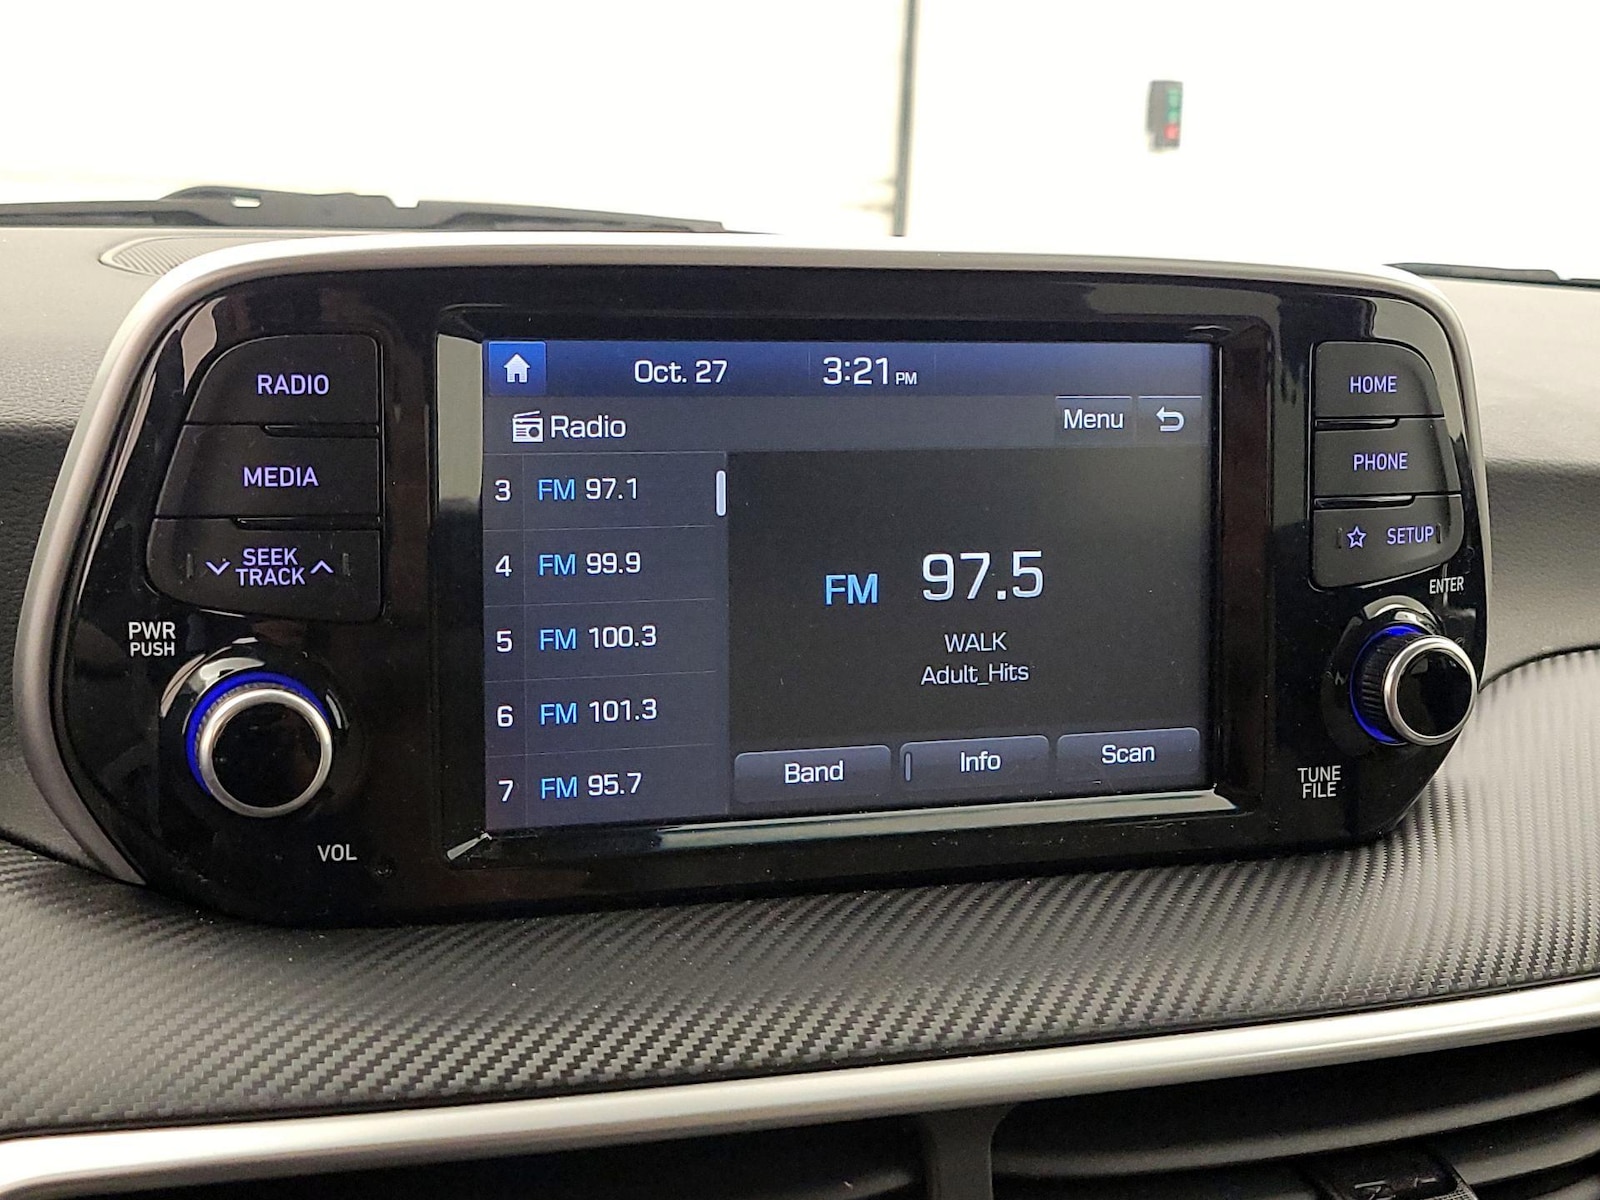 RADIO
MEDIA
SEEK
TRACK
PWR
PUSH
VOL
Oct. 27 3:21 PM
Radio
Menu
3 FM 97.1
4 FM 99.9
5 FM 100.3
6 FM 101.3
7 FM 95.7
FM 97.5
WALK
Adult_Hits
Band Info Scan
HOME
PHONE
SETUP
ENTER
TUNE
FILE